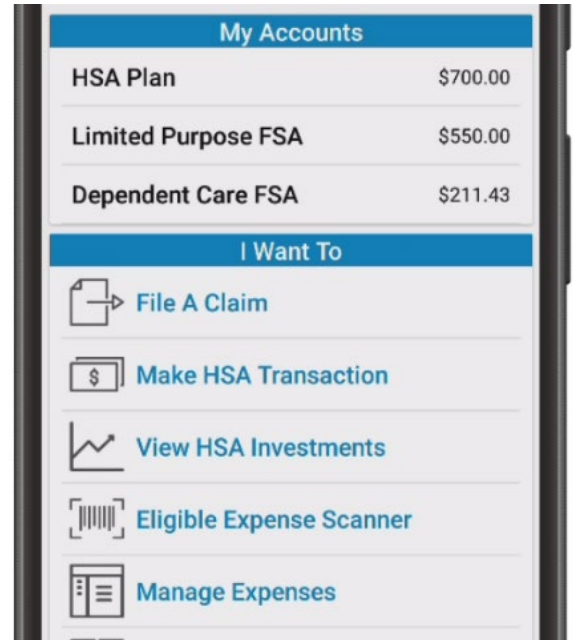 My Accounts
HSA Plan $700.00
Limited Purpose FSA $550.00
Dependent Care FSA $211.43
I Want To
File A Claim
$ Make HSA Transaction
View HSA Investments
Eligible Expense Scanner
Manage Expenses